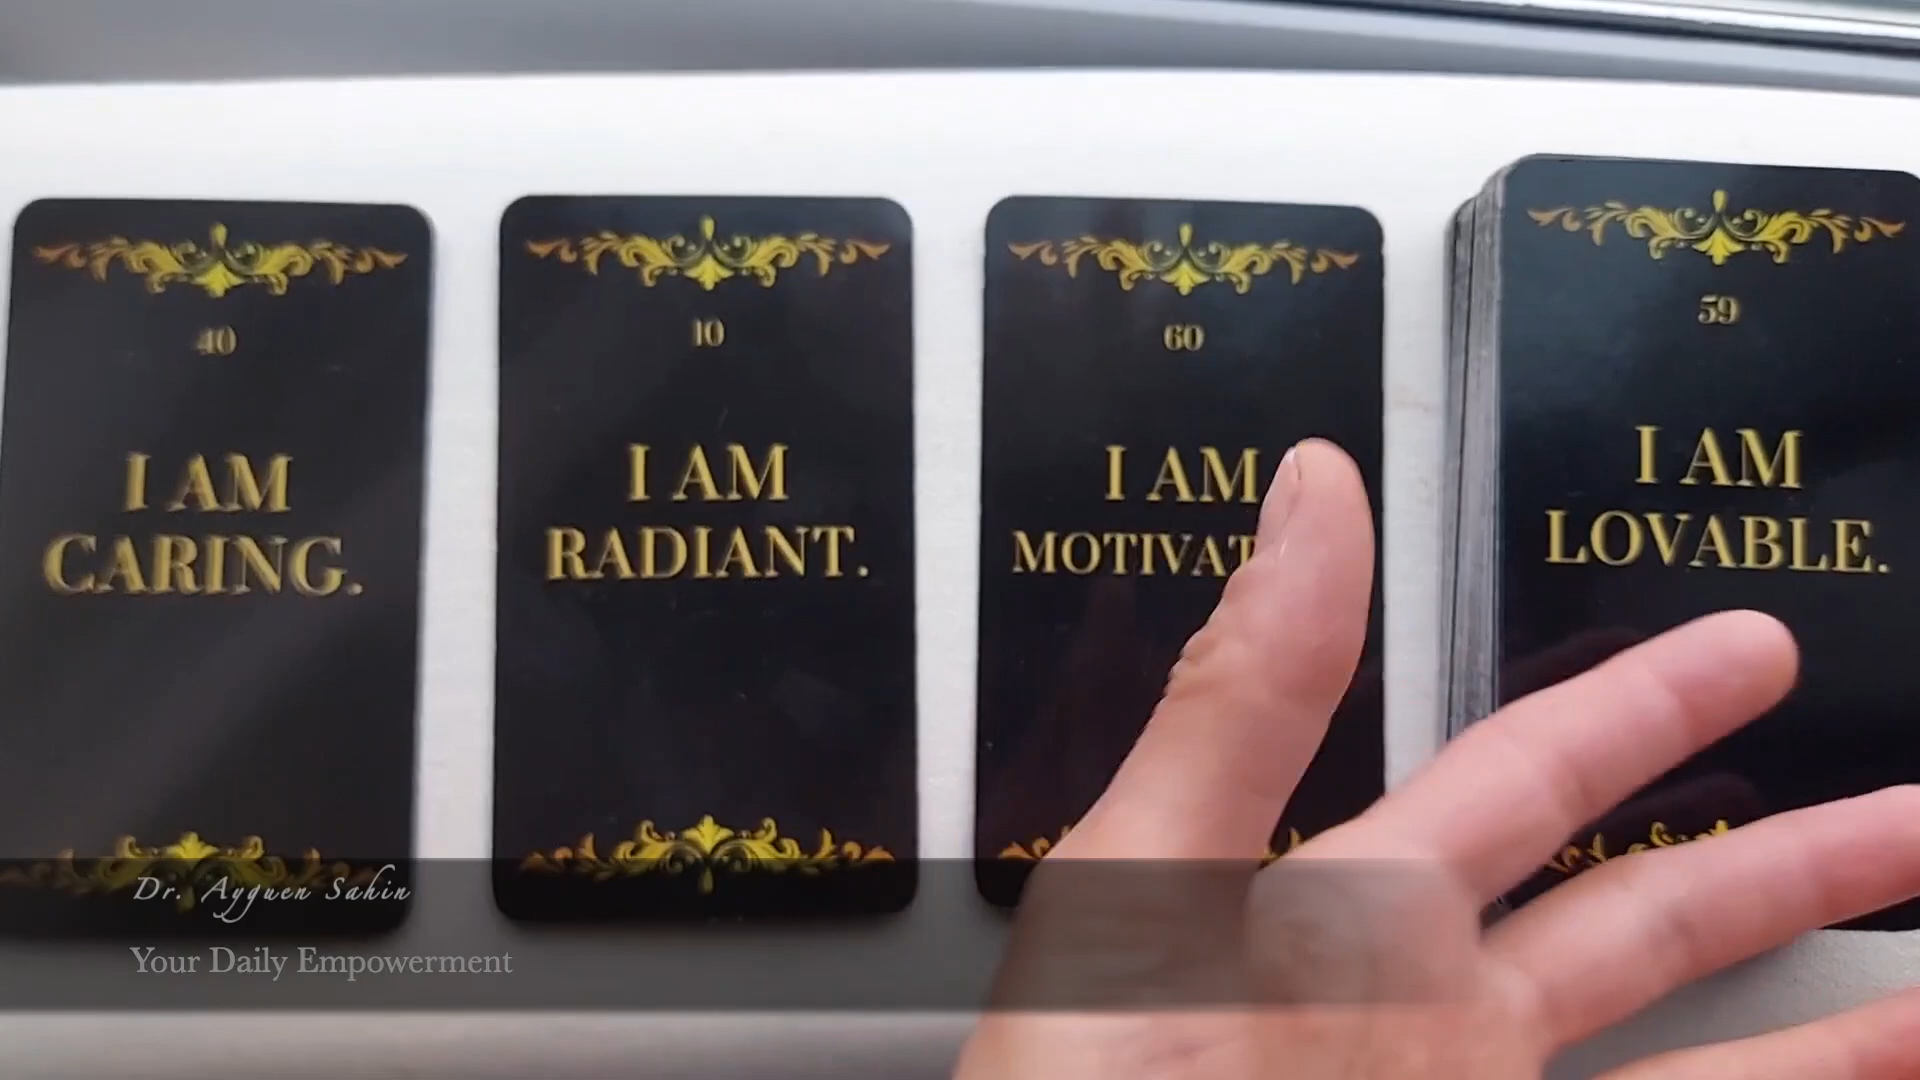 40
I AM
CARING.
10
I AM
RADIANT.
60
I AM
59
I AM
LOVABLE.
Dr. Ayguen Sahin
Your Daily Empowerment